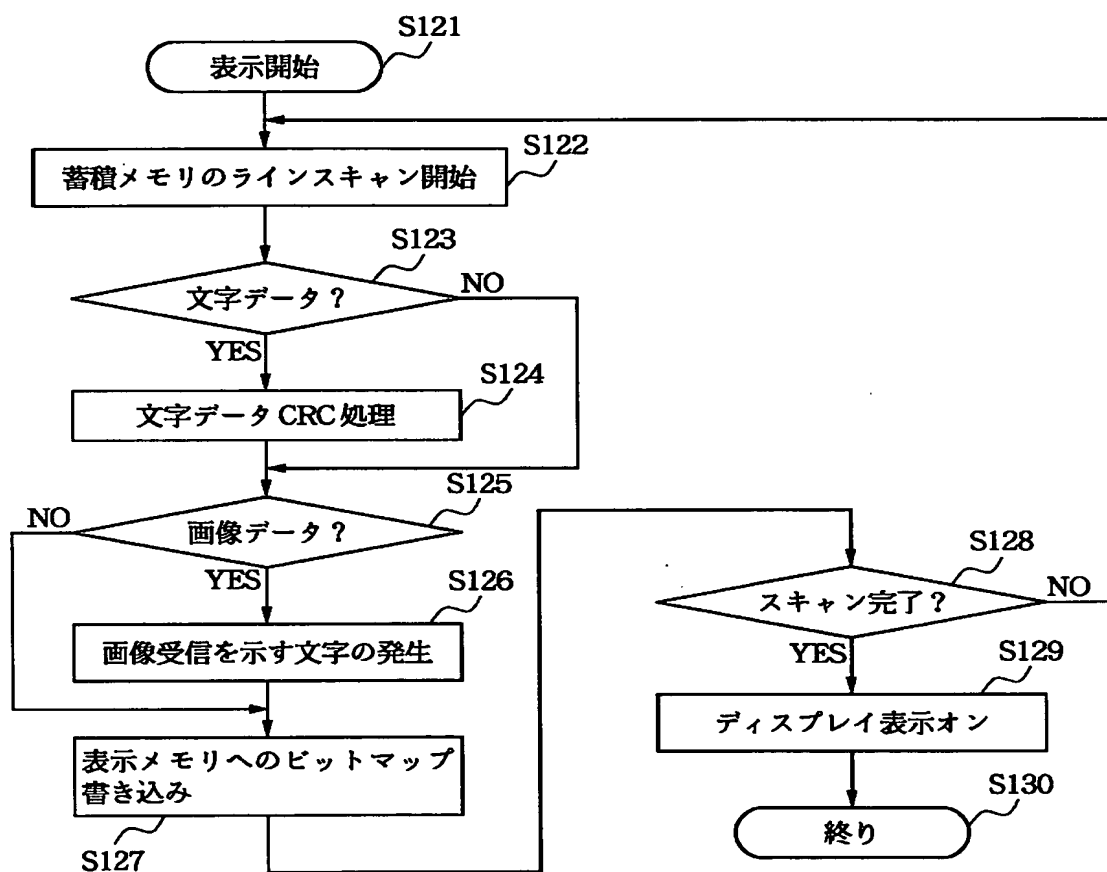 S121
表示開始
S122
蓄積メモリのラインスキャン開始
S123
文字データ？
NO
YES
S124
文字データCRC処理
S125
画像データ？
NO
YES
S126
画像受信を示す文字の発生
表示メモリへのビットマップ
書き込み
S127
S128
スキャン完了？
NO
YES
S129
ディスプレイ表示オン
S130
終り